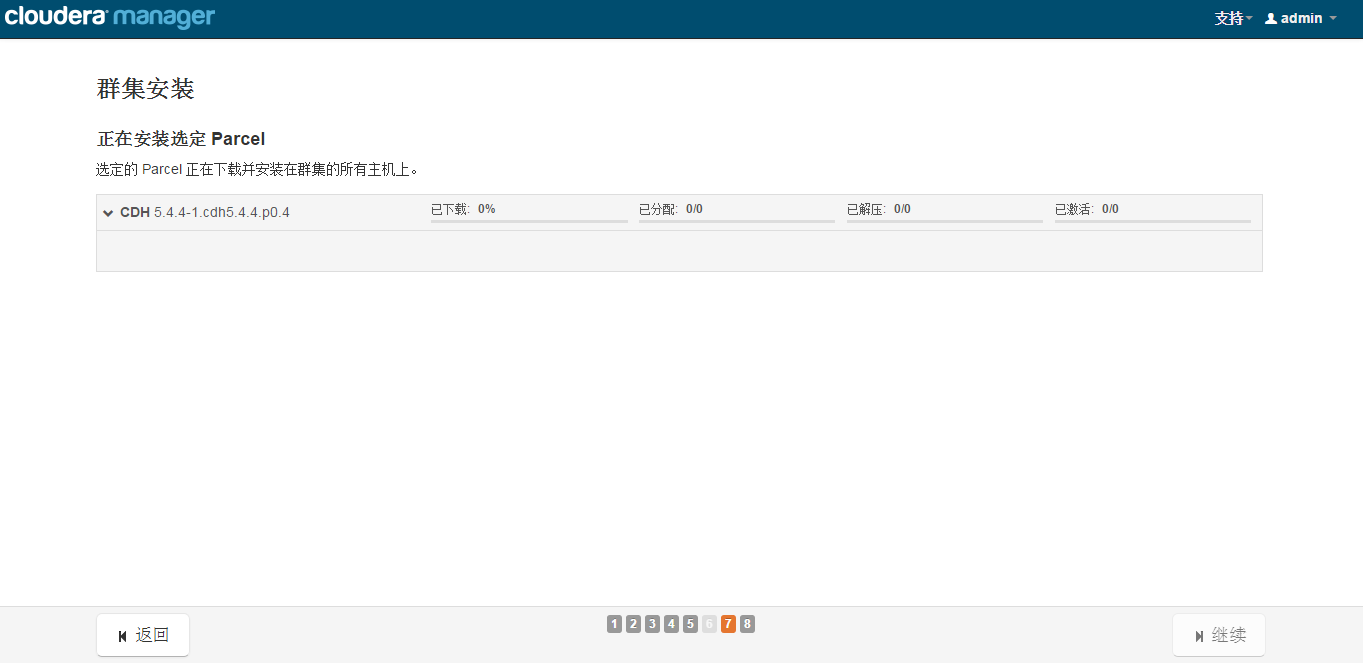 cloudera manager
支持 admin
群集安装
正在安装选定 Parcel
选定的 Parcel 正在下载并安装在群集的所有主机上。
CDH 5.4.4-1.cdh5.4.4.p0.4 已下载: 0% 已分配: 0/0 已解压: 0/0 已激活: 0/0
返回 1 2 3 4 5 6 7 8 继续